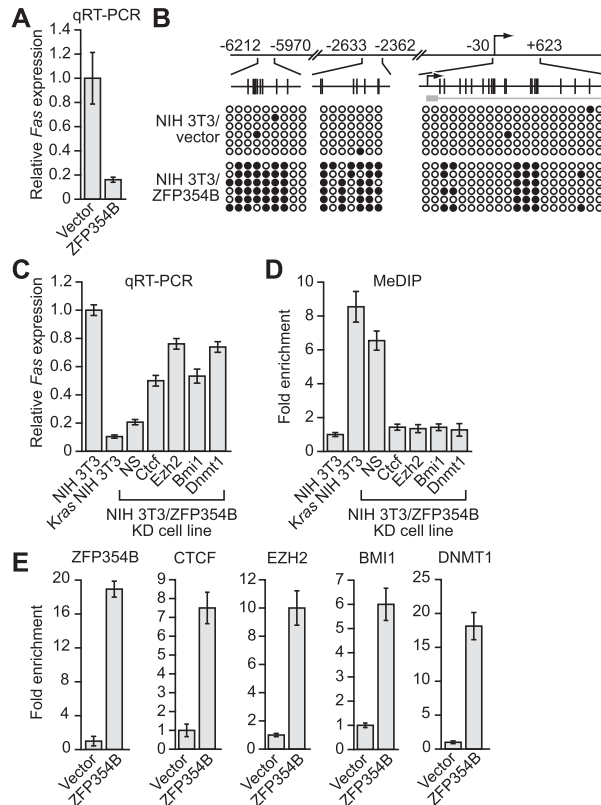 A
qRT-PCR
Relative Fas expression
1.4
1.2
1.0
0.8
0.6
0.4
0.2
0
Vector
ZFP354B
B
-6212 -5970 -2633 -2362 -30 +623
NIH 3T3/
vector
NIH 3T3/
ZFP354B
C
qRT-PCR
Relative Fas expression
1.2
1.0
0.8
0.6
0.4
0.2
0
NIH 3T3
Kras NIH 3T3
NS
Ctcf
Ezh2
Bmi1
Dnmt1
NIH 3T3/ZFP354B
KD cell line
D
MeDIP
Fold enrichment
10
8
6
4
2
0
NIH 3T3
Kras NIH 3T3
NS
Ctcf
Ezh2
Bmi1
Dnmt1
NIH 3T3/ZFP354B
KD cell line
E
Fold enrichment
ZFP354B
20
16
12
8
4
0
Vector
ZFP354B
CTCF
9
8
7
6
5
4
3
2
1
0
Vector
ZFP354B
EZH2
12
10
8
6
4
2
0
Vector
ZFP354B
BMI1
7
6
5
4
3
2
1
0
Vector
ZFP354B
DNMT1
25
20
15
10
5
0
Vector
ZFP354B